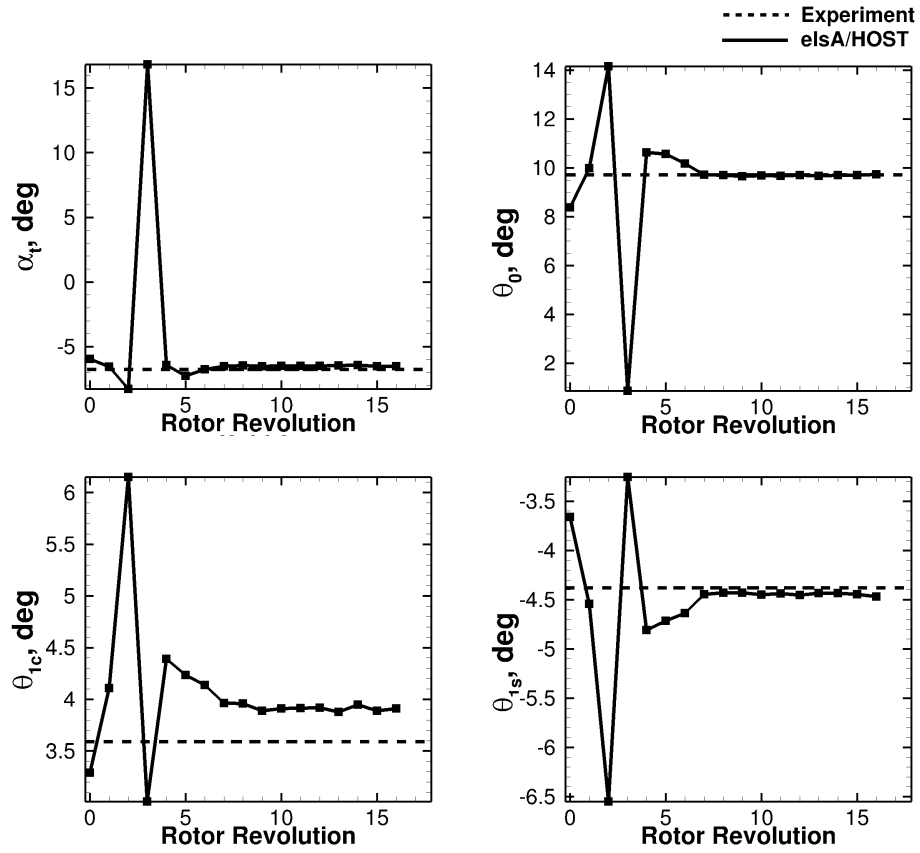 Experiment
elsA/HOST
αt, deg
15
10
5
0
-5
0 5 10 15
Rotor Revolution
θ0, deg
14
12
10
8
6
4
2
0 5 10 15
Rotor Revolution
θ1c, deg
6
5.5
5
4.5
4
3.5
0 5 10 15
Rotor Revolution
θ1s, deg
-3.5
-4
-4.5
-5
-5.5
-6
-6.5
0 5 10 15
Rotor Revolution